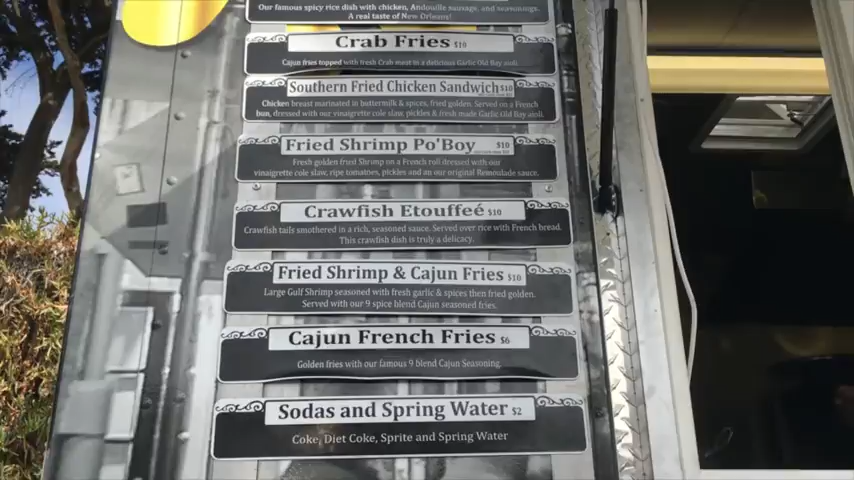 Our famous spicy rice dish with chicken, Andouille sausage, and seasonings.
A real taste of New Orleans!
Crab Fries $10
Cajun fries topped with fresh Crab meat in a delicious Garlic Old Bay aioli.
Southern Fried Chicken Sandwich $10
Chicken breast marinated in buttermilk & spices, fried golden. Served on a French
bun, dressed with our vinaigrette cole slaw, pickles & fresh made Garlic Old Bay aioli.
Fried Shrimp Po'Boy $10
Fresh golden fried Shrimp on a French roll dressed with our
vinaigrette cole slaw, ripe tomatoes, pickles and an our original Remoulade sauce.
Crawfish Etouffeé $10
Crawfish tails smothered in a rich, seasoned sauce. Served over rice with French bread.
This crawfish dish is truly a delicacy.
Fried Shrimp & Cajun Fries $10
Large Gulf Shrimp seasoned with fresh garlic & spices then fried golden.
Served with our 9 spice blend Cajun seasoned fries.
Cajun French Fries $6
Golden fries with our famous 9 blend Cajun Seasoning.
Sodas and Spring Water $2
Coke, Diet Coke, Sprite and Spring Water